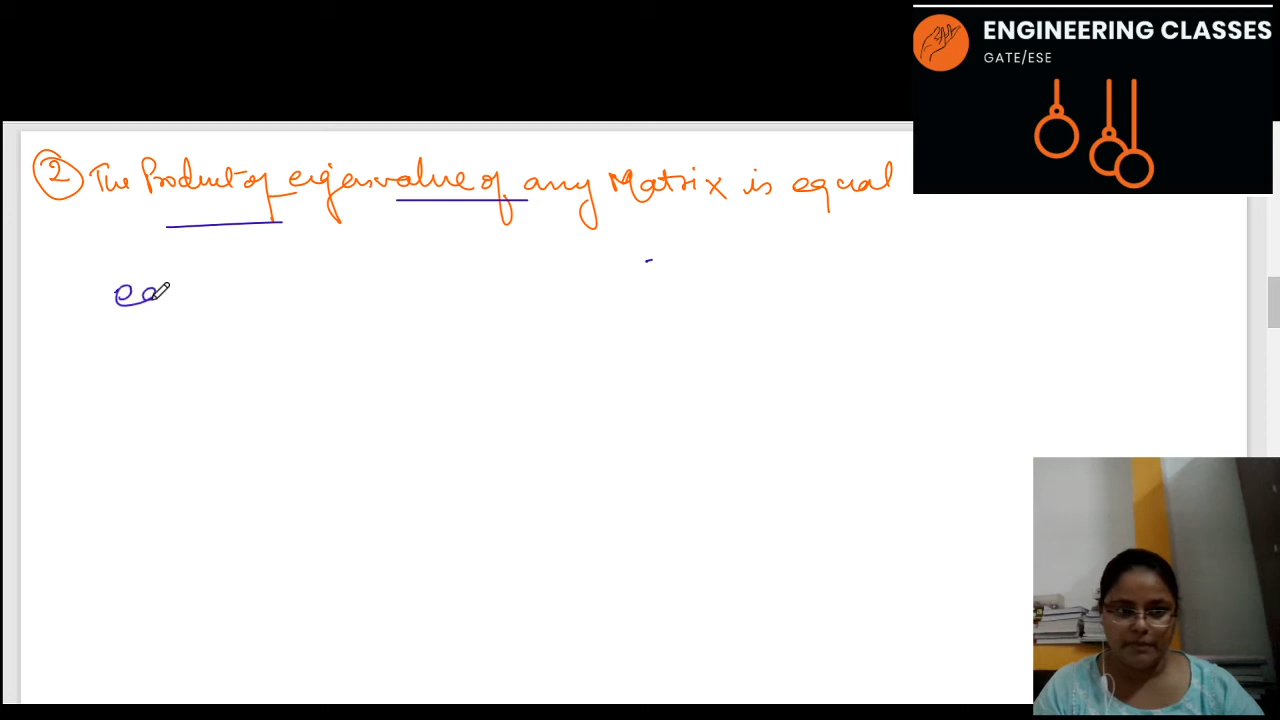 ENGINEERING CLASSES
GATE/ESE
② The Product of eigenvalue of any Matrix is equal